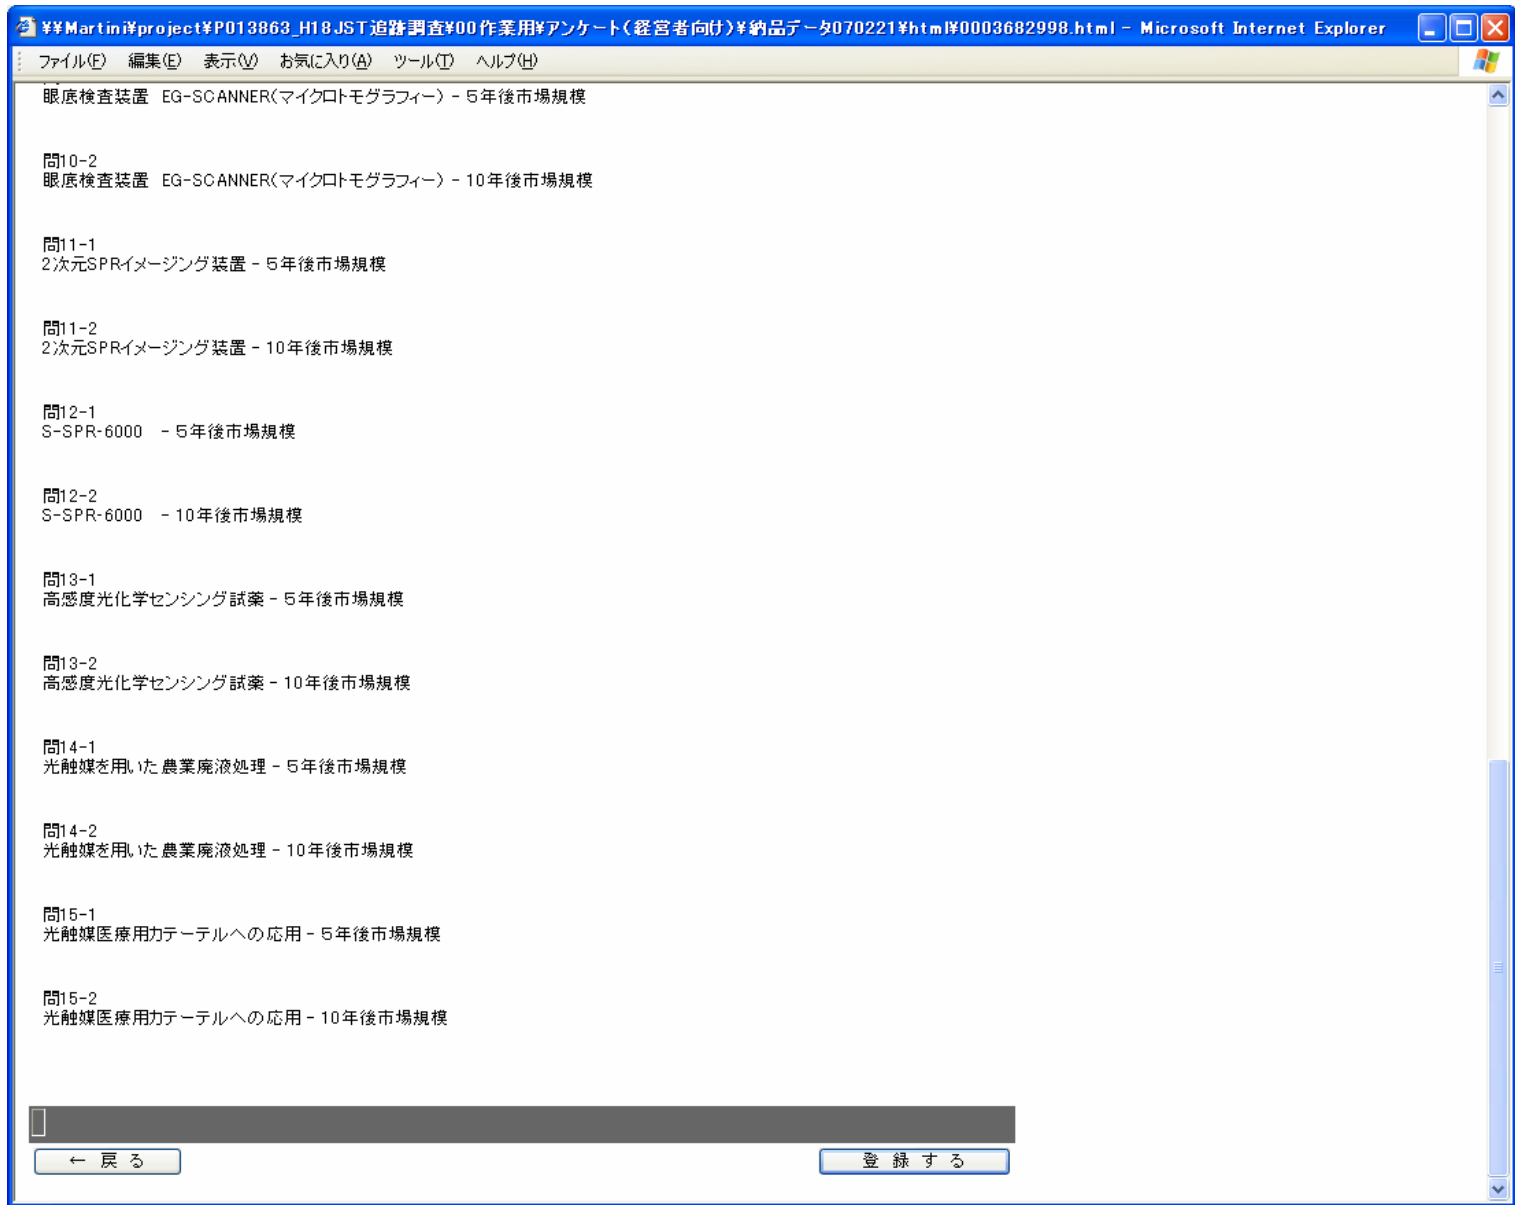 ¥¥Martini¥project¥P013863_H18JST追跡調査¥00作業用¥アンケート(経営者向け)¥納品データ070221¥html¥0003682998.html - Microsoft Internet Explorer
ファイル(F) 編集(E) 表示(V) お気に入り(A) ツール(T) ヘルプ(H)
眼底検査装置 EG-SCANNER(マイクロトモグラフィー) - 5年後市場規模
問10-2
眼底検査装置 EG-SCANNER(マイクロトモグラフィー) - 10年後市場規模
問11-1
2次元SPRイメージング装置 - 5年後市場規模
問11-2
2次元SPRイメージング装置 - 10年後市場規模
問12-1
S-SPR-6000 - 5年後市場規模
問12-2
S-SPR-6000 - 10年後市場規模
問13-1
高感度光化学センシング試薬 - 5年後市場規模
問13-2
高感度光化学センシング試薬 - 10年後市場規模
問14-1
光触媒を用いた農業廃液処理 - 5年後市場規模
問14-2
光触媒を用いた農業廃液処理 - 10年後市場規模
問15-1
光触媒医療用カテーテルへの応用 - 5年後市場規模
問15-2
光触媒医療用カテーテルへの応用 - 10年後市場規模
← 戻る 登録する